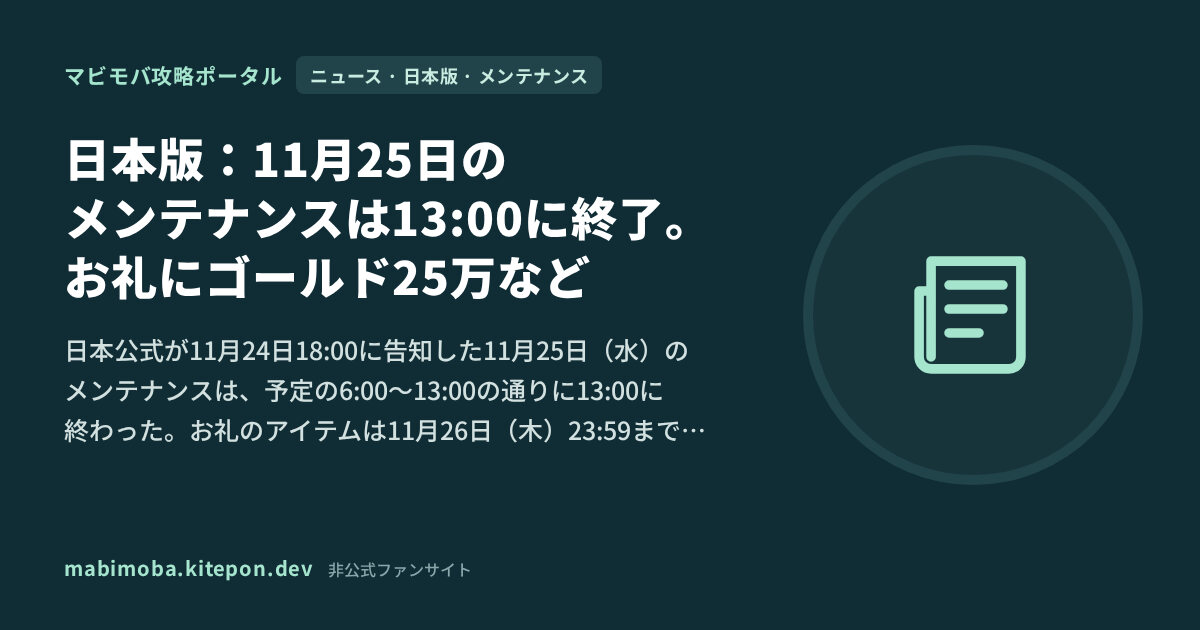 マビモバ攻略ポータル
ニュース · 日本版 · メンテナンス
日本版：11月25日の
メンテナンスは13:00に終了。
お礼にゴールド25万など
日本公式が11月24日18:00に告知した11月25日（水）の
メンテナンスは、予定の6:00〜13:00の通りに13:00に
終わった。お礼のアイテムは11月26日（木）23:59まで…
mabimoba.kitepon.dev
非公式ファンサイト